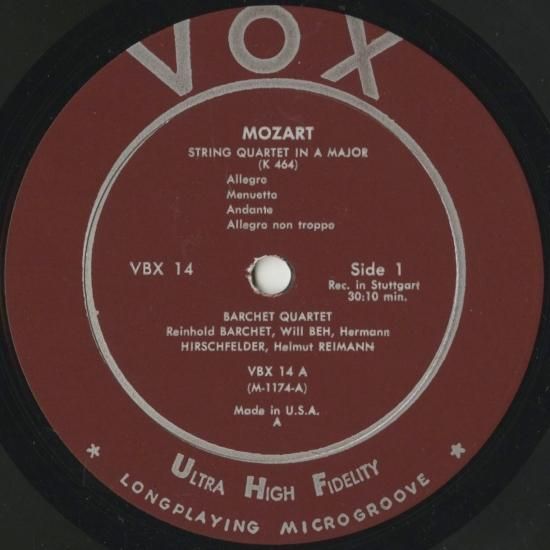 VOX
MOZART
STRING QUARTET IN A MAJOR
(K 464)
Allegro
Menuetto
Andante
Allegro non troppo
VBX 14
Side 1
Rec. in Stuttgart
30:10 min.
BARCHET QUARTET
Reinhold BARCHET, Will BEH, Hermann
HIRSCHFELDER, Helmut REIMANN
VBX 14 A
(M-1174-A)
Made in U.S.A.
A
ULTRA HIGH FIDELITY
* LONGPLAYING MICROGROOVE *